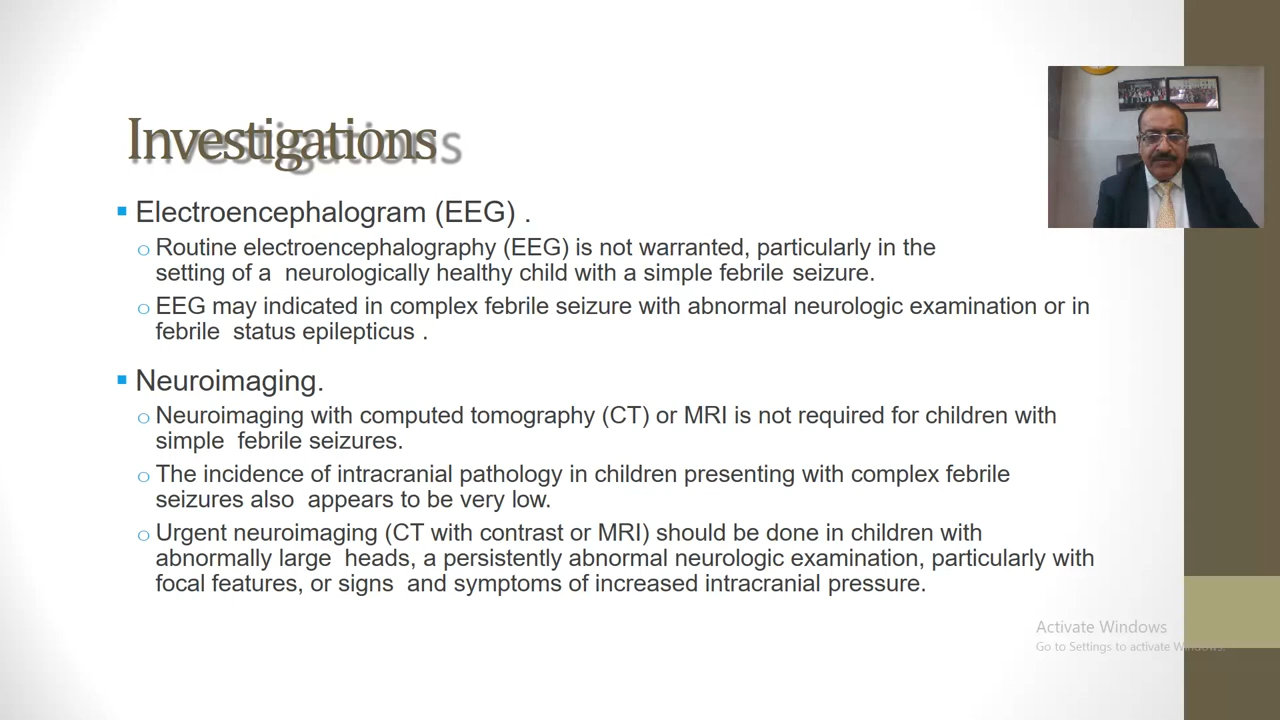 Investigations
Electroencephalogram (EEG) .
Routine electroencephalography (EEG) is not warranted, particularly in the
setting of a neurologically healthy child with a simple febrile seizure.
EEG may indicated in complex febrile seizure with abnormal neurologic examination or in
febrile status epilepticus .
Neuroimaging.
Neuroimaging with computed tomography (CT) or MRI is not required for children with
simple febrile seizures.
The incidence of intracranial pathology in children presenting with complex febrile
seizures also appears to be very low.
Urgent neuroimaging (CT with contrast or MRI) should be done in children with
abnormally large heads, a persistently abnormal neurologic examination, particularly with
focal features, or signs and symptoms of increased intracranial pressure.
Activate Windows
Go to Settings to activate Windows.